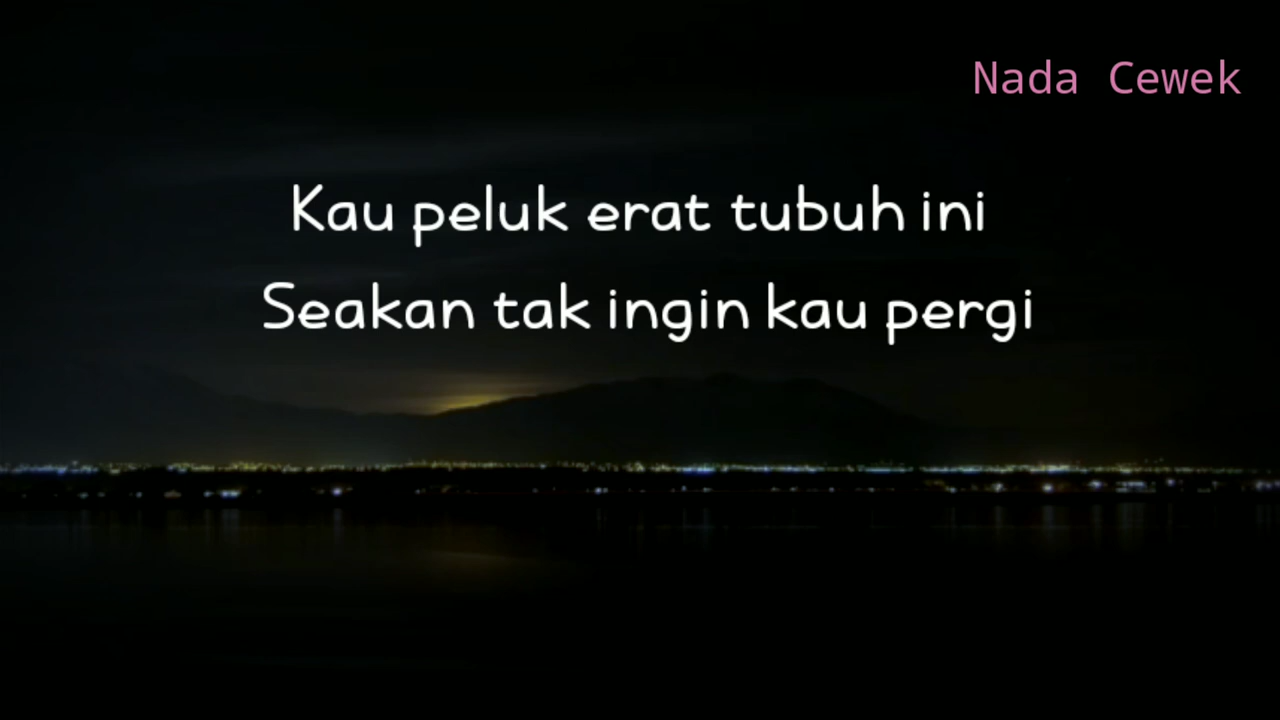 Nada Cewek
Kau peluk erat tubuh ini
Seakan tak ingin kau pergi